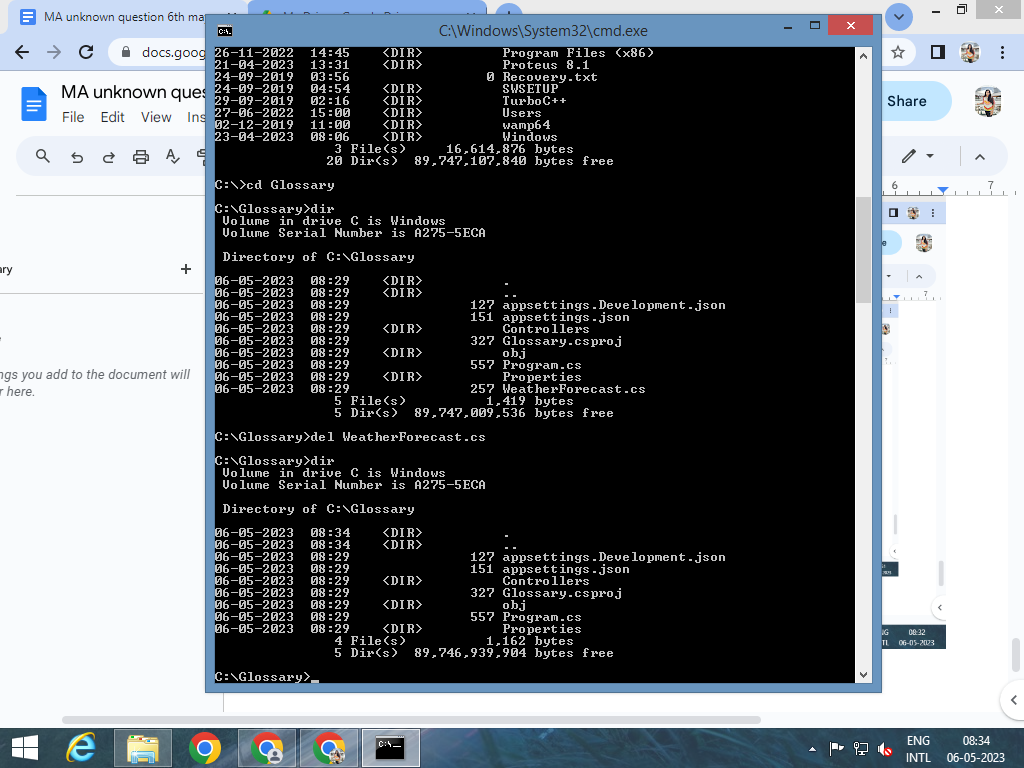 MA unknown question 6th ma
C:\Windows\System32\cmd.exe
docs.goog
MA unknown ques
File Edit View Ins
Share
6 7
7
ary
ngs you add to the document will
r here.
26-11-2022 14:45 <DIR> Program Files (x86)
21-04-2023 13:31 <DIR> Proteus 8.1
24-09-2019 03:56 0 Recovery.txt
24-09-2019 04:54 <DIR> SWSETUP
29-09-2019 02:16 <DIR> TurboC++
27-06-2022 15:00 <DIR> Users
02-12-2019 11:00 <DIR> wamp64
23-04-2023 08:06 <DIR> Windows
3 File(s) 16,614,876 bytes
20 Dir(s) 89,747,107,840 bytes free
C:\>cd Glossary
C:\Glossary>dir
Volume in drive C is Windows
Volume Serial Number is A275-5ECA
Directory of C:\Glossary
06-05-2023 08:29 <DIR> .
06-05-2023 08:29 <DIR> ..
06-05-2023 08:29 127 appsettings.Development.json
06-05-2023 08:29 151 appsettings.json
06-05-2023 08:29 <DIR> Controllers
06-05-2023 08:29 327 Glossary.csproj
06-05-2023 08:29 <DIR> obj
06-05-2023 08:29 557 Program.cs
06-05-2023 08:29 <DIR> Properties
06-05-2023 08:29 257 WeatherForecast.cs
5 File(s) 1,419 bytes
5 Dir(s) 89,747,009,536 bytes free
C:\Glossary>del WeatherForecast.cs
C:\Glossary>dir
Volume in drive C is Windows
Volume Serial Number is A275-5ECA
Directory of C:\Glossary
06-05-2023 08:34 <DIR> .
06-05-2023 08:34 <DIR> ..
06-05-2023 08:29 127 appsettings.Development.json
06-05-2023 08:29 151 appsettings.json
06-05-2023 08:29 <DIR> Controllers
06-05-2023 08:29 327 Glossary.csproj
06-05-2023 08:29 <DIR> obj
06-05-2023 08:29 557 Program.cs
06-05-2023 08:29 <DIR> Properties
4 File(s) 1,162 bytes
5 Dir(s) 89,746,939,904 bytes free
C:\Glossary>_
NG 08:32
TL 06-05-2023
ENG 08:34
INTL 06-05-2023